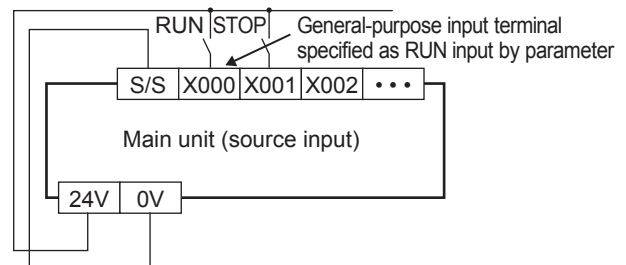 RUN STOP
General-purpose input terminal
specified as RUN input by parameter
S/S X000 X001 X002 •••
Main unit (source input)
24V 0V